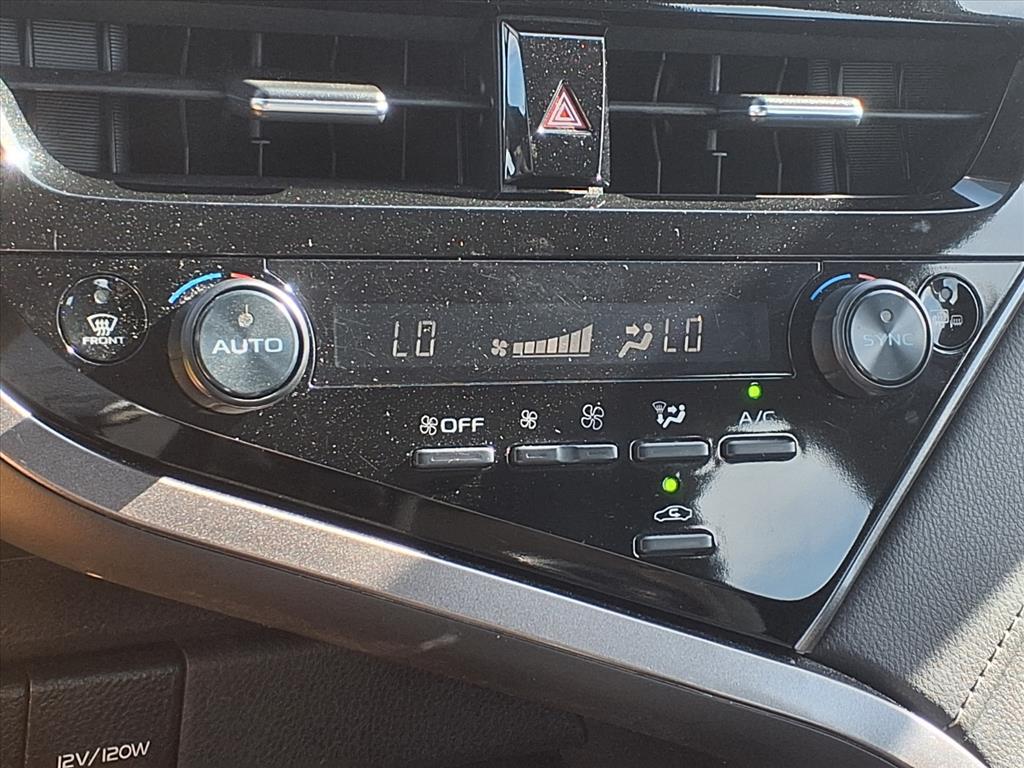 FRONT
AUTO
LO
LO
SYNC
OFF
A/C
12V/120W